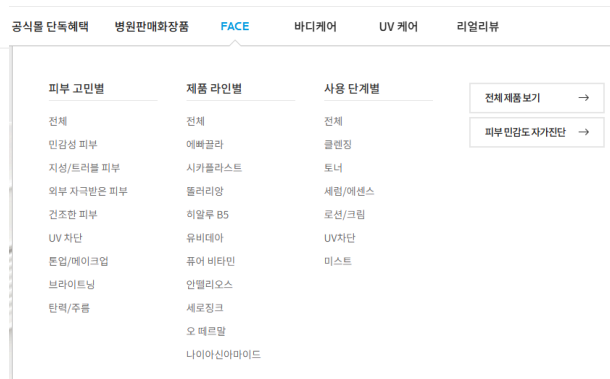 공식몰 단독혜택 병원판매화장품 FACE 바디케어 UV 케어 리얼리뷰
피부 고민별
전체
민감성 피부
지성/트러블 피부
외부 자극받은 피부
건조한 피부
UV 차단
톤업/메이크업
브라이트닝
탄력/주름
제품 라인별
전체
에빠끌라
시카플라스트
똘러리앙
히알루 B5
유비데아
퓨어 비타민
안뗄리오스
세로징크
오 떼르말
나이아신아마이드
사용 단계별
전체
클렌징
토너
세럼/에센스
로션/크림
UV차단
미스트
전체 제품 보기 →
피부 민감도 자가진단 →